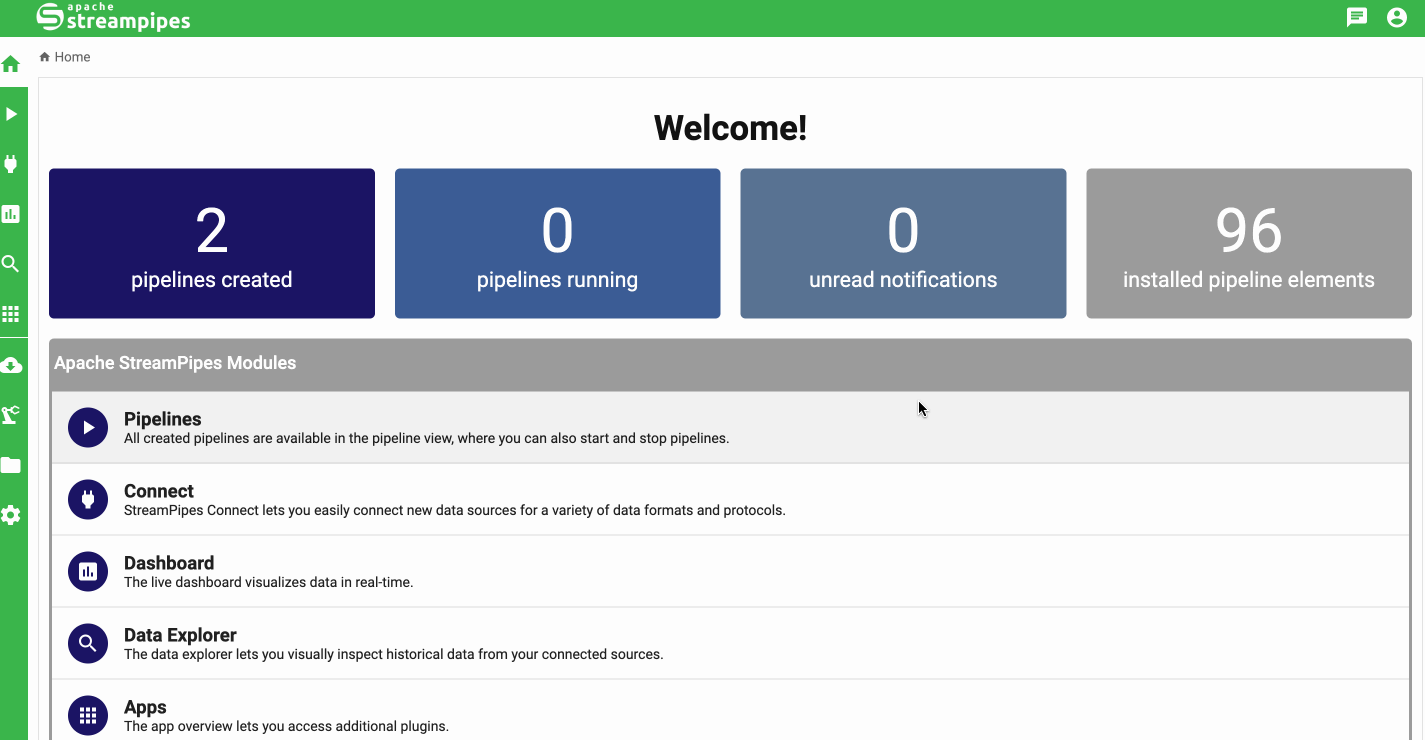 apache
streampipes
Home
Welcome!
2
pipelines created
0
pipelines running
0
unread notifications
96
installed pipeline elements
Apache StreamPipes Modules
Pipelines
All created pipelines are available in the pipeline view, where you can also start and stop pipelines.
Connect
StreamPipes Connect lets you easily connect new data sources for a variety of data formats and protocols.
Dashboard
The live dashboard visualizes data in real-time.
Data Explorer
The data explorer lets you visually inspect historical data from your connected sources.
Apps
The app overview lets you access additional plugins.